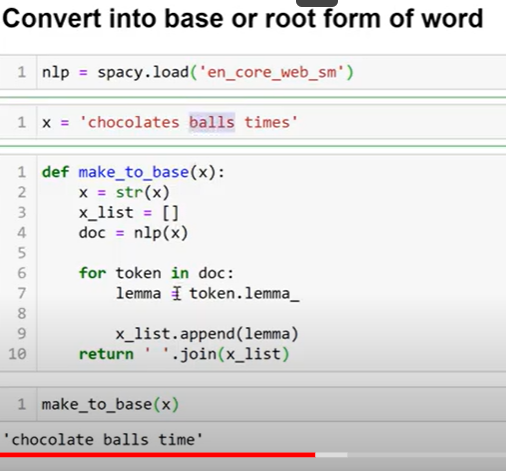 Convert into base or root form of word
1 nlp = spacy.load('en_core_web_sm')
1 x = 'chocolates balls times'
1 def make_to_base(x):
2     x = str(x)
3     x_list = []
4     doc = nlp(x)
5
6     for token in doc:
7         lemma = token.lemma_
8
9         x_list.append(lemma)
10     return ' '.join(x_list)
1 make_to_base(x)
'chocolate balls time'